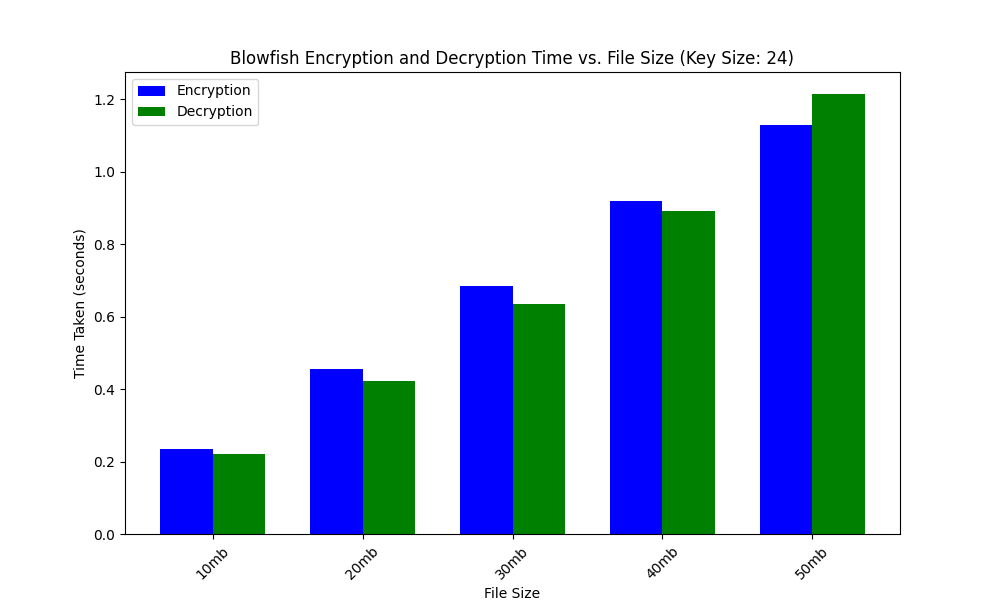 Blowfish Encryption and Decryption Time vs. File Size (Key Size: 24)
Encryption
Decryption
Time Taken (seconds)
1.2
1.0
0.8
0.6
0.4
0.2
0.0
10mb
20mb
30mb
40mb
50mb
File Size